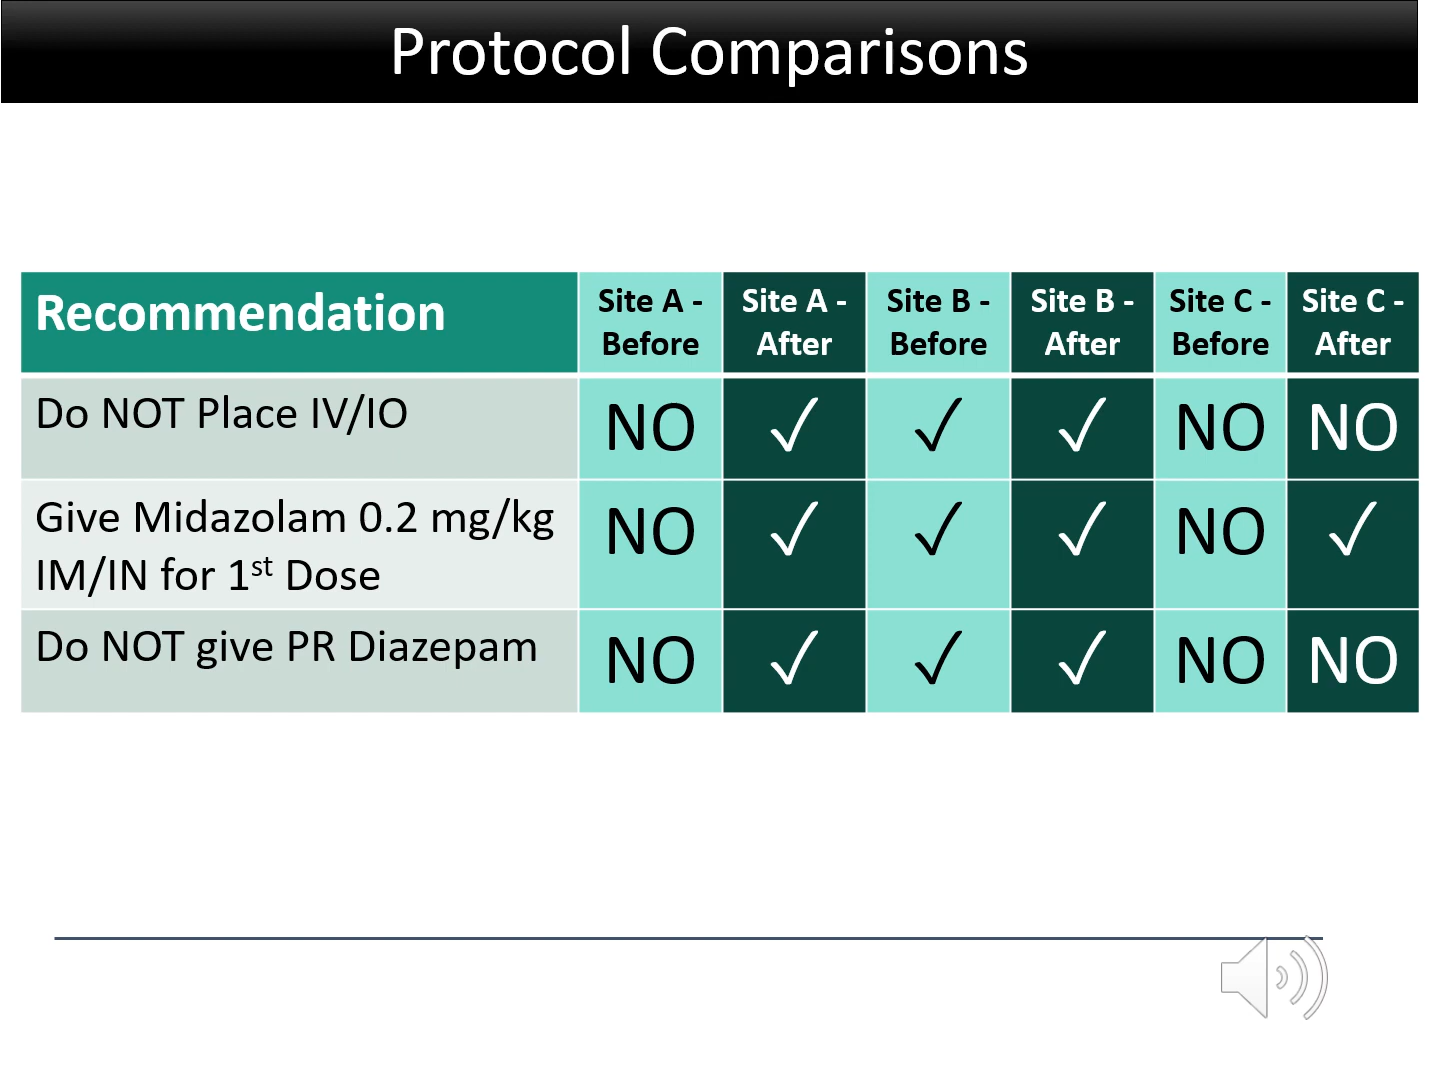 Protocol Comparisons
Recommendation
Site A -
Before
Site A -
After
Site B -
Before
Site B -
After
Site C -
Before
Site C -
After
Do NOT Place IV/IO
NO ✓ ✓ ✓ NO NO
Give Midazolam 0.2 mg/kg
IM/IN for 1st Dose
NO ✓ ✓ ✓ NO ✓
Do NOT give PR Diazepam
NO ✓ ✓ ✓ NO NO